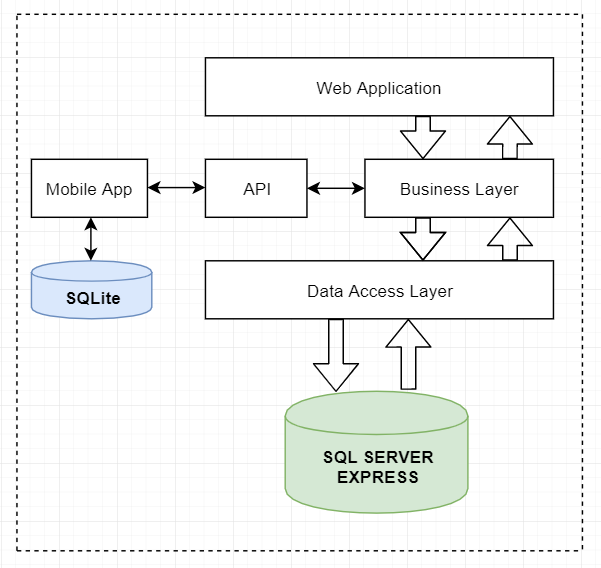 Web Application
Mobile App
API
Business Layer
SQLite
Data Access Layer
SQL SERVER
EXPRESS